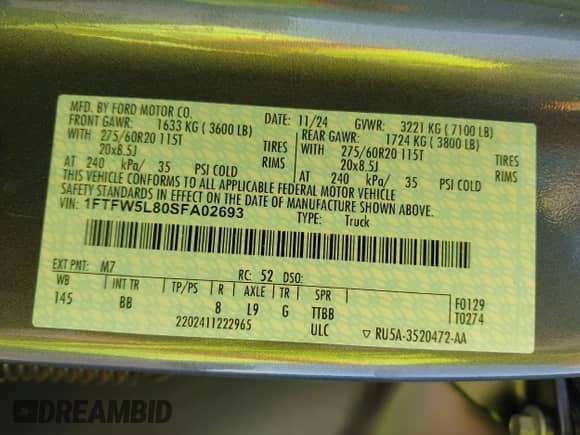 MFD. BY FORD MOTOR CO.
DATE: 11/24 GVWR: 3221 KG ( 7100 LB)
FRONT GAWR: 1633 KG ( 3600 LB) REAR GAWR: 1724 KG ( 3800 LB)
WITH 275/60R20 115T TIRES WITH 275/60R20 115T TIRES
20x8.5J RIMS 20x8.5J RIMS
AT 240 kPa/ 35 PSI COLD AT 240 kPa/ 35 PSI COLD
THIS VEHICLE CONFORMS TO ALL APPLICABLE FEDERAL MOTOR VEHICLE
SAFETY STANDARDS IN EFFECT ON THE DATE OF MANUFACTURE SHOWN ABOVE.
VIN: 1FTFW5L80SFA02693 TYPE: Truck
EXT PNT: M7 RC: 52 DSO:
WB INT TR TP/PS R AXLE TR SPR
145 BB 8 L9 G TTBB
F0129
T0274
2202411222965 ULC
RU5A-3520472-AA
DREAMBID